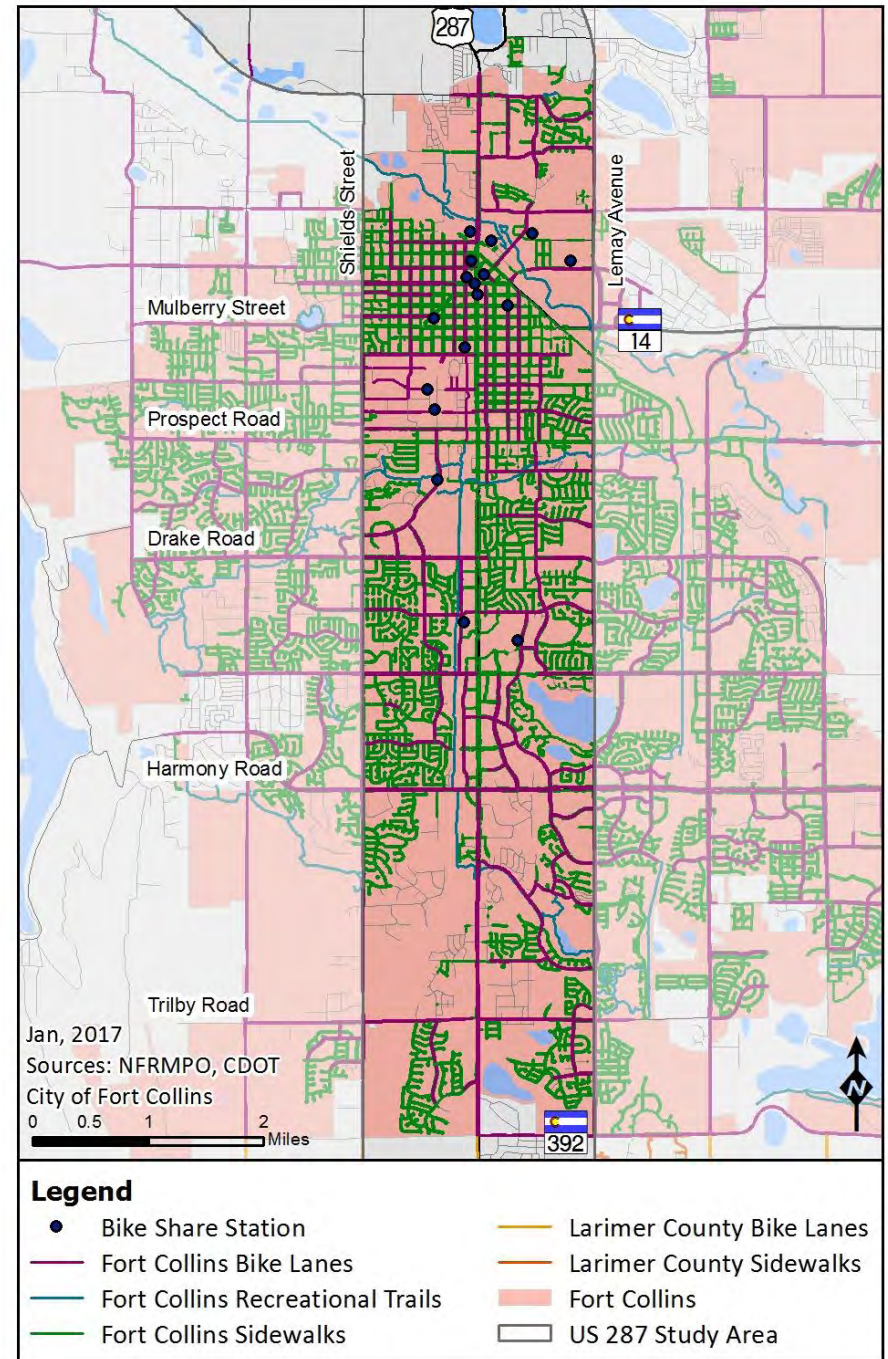 287
Shields Street
Lemay Avenue
Mulberry Street
14
Prospect Road
Drake Road
Harmony Road
Trilby Road
Jan, 2017
Sources: NFRMPO, CDOT
City of Fort Collins
0 0.5 1 2
Miles
N
392
Legend
Bike Share Station
Fort Collins Bike Lanes
Fort Collins Recreational Trails
Fort Collins Sidewalks
Larimer County Bike Lanes
Larimer County Sidewalks
Fort Collins
US 287 Study Area